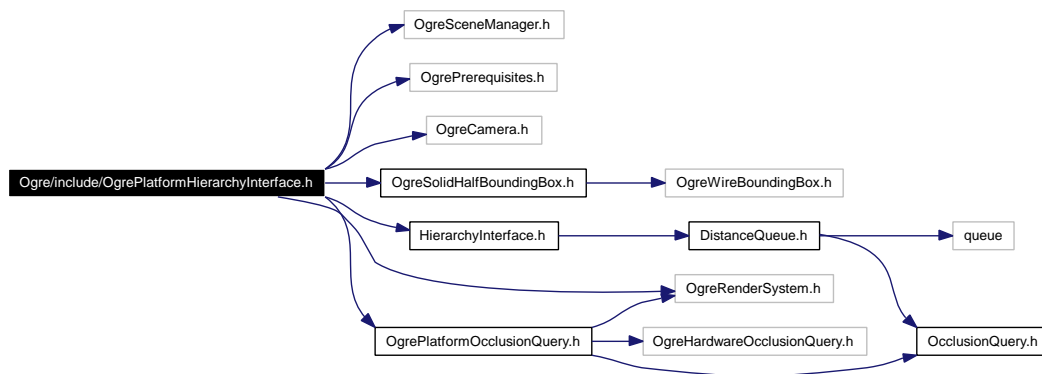 OgreSceneManager.h
OgrePrerequisites.h
OgreCamera.h
Ogre/include/OgrePlatformHierarchyInterface.h
OgreSolidHalfBoundingBox.h
OgreWireBoundingBox.h
HierarchyInterface.h
DistanceQueue.h
queue
OgreRenderSystem.h
OgrePlatformOcclusionQuery.h
OgreHardwareOcclusionQuery.h
OcclusionQuery.h